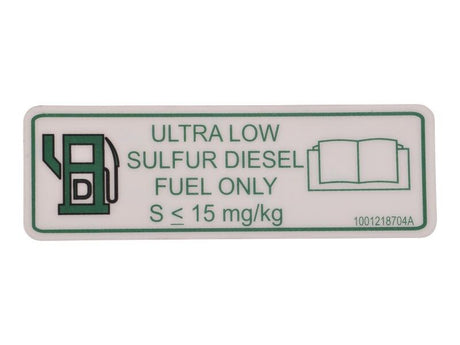 D
ULTRA LOW
SULFUR DIESEL
FUEL ONLY
S ≤ 15 mg/kg
1001218704A